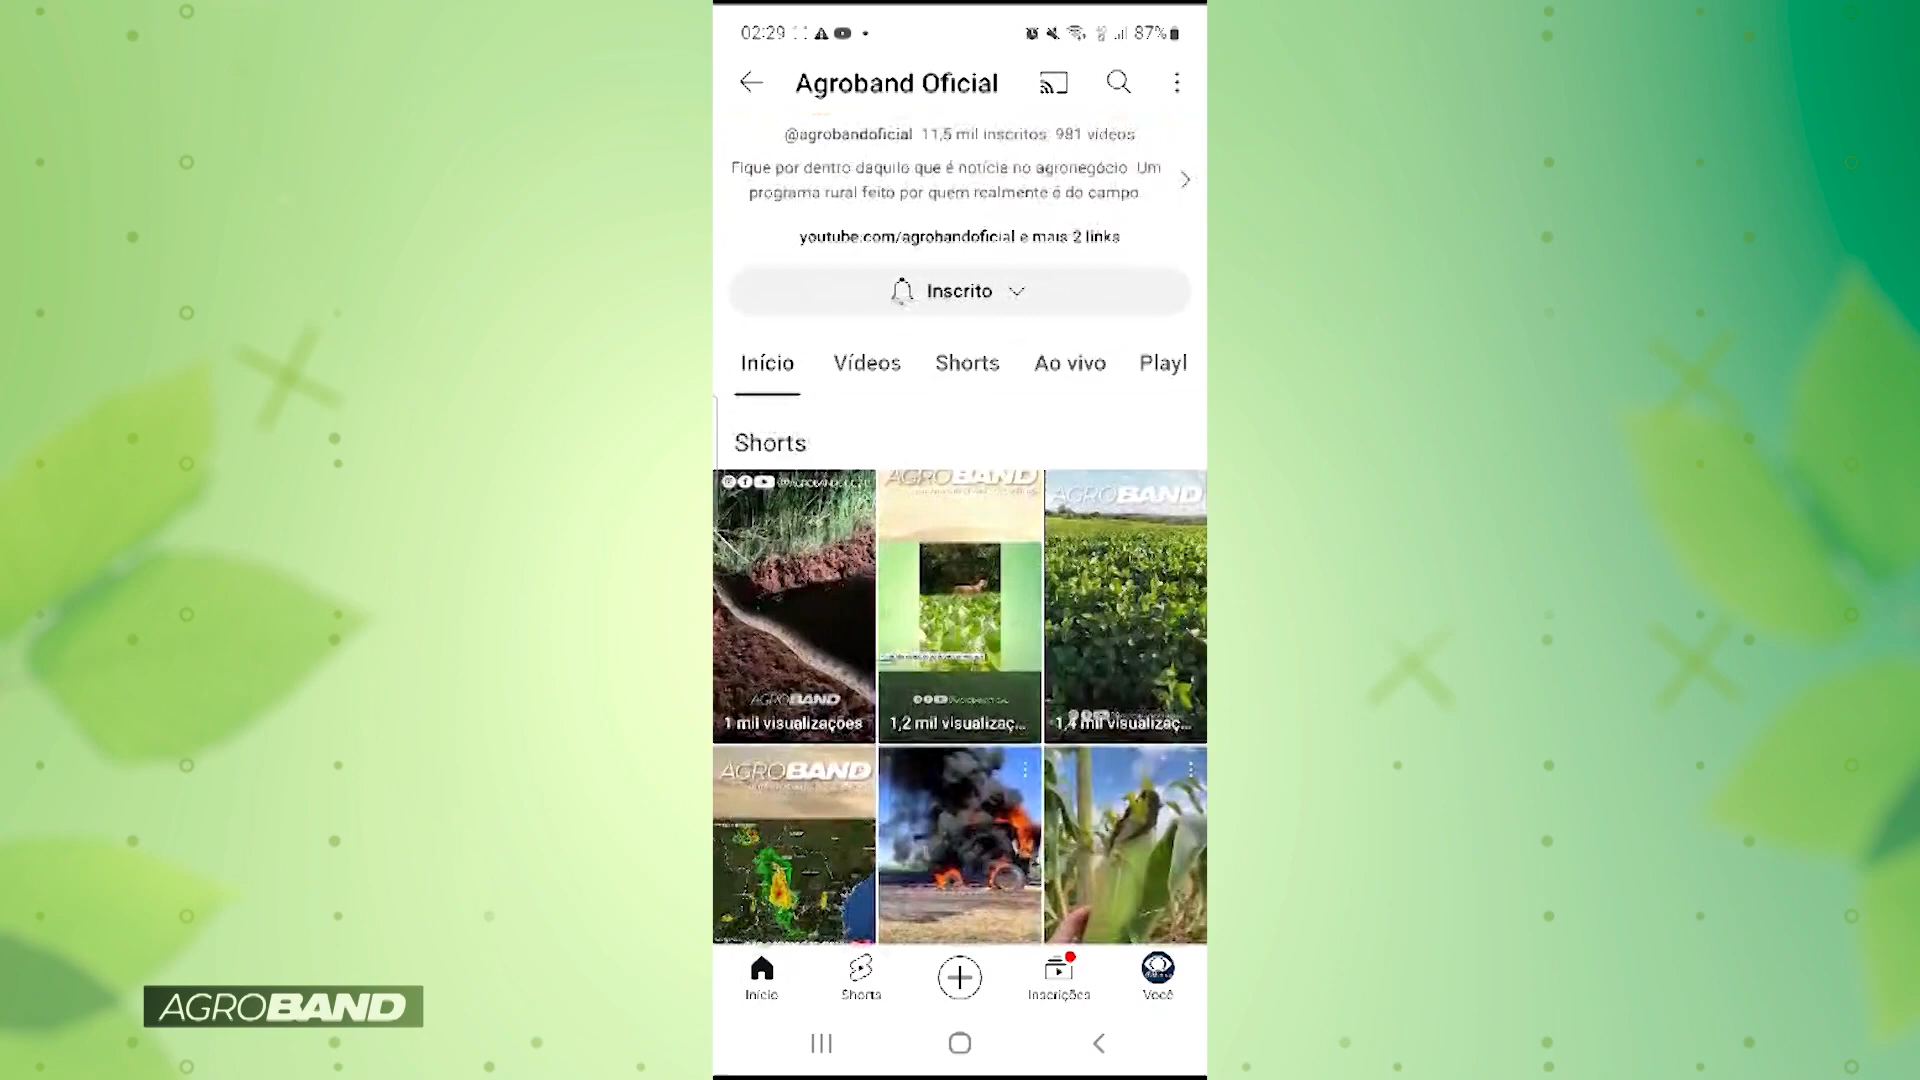 02:29
87%
Agroband Oficial
@agrobandoficial 11,5 mil inscritos 981 vídeos
Fique por dentro daquilo que é notícia no agronegócio. Um
programa rural feito por quem realmente é do campo.
youtube.com/agrobandoficial e mais 2 links
Inscrito
Início Vídeos Shorts Ao vivo Playl
Shorts
AGROBAND
AGROBAND
AGROBAND
1 mil visualizações
1,2 mil visualizaç...
1,4 mil visualizaç...
AGROBAND
Início Shorts Inscrições Você
AGROBAND